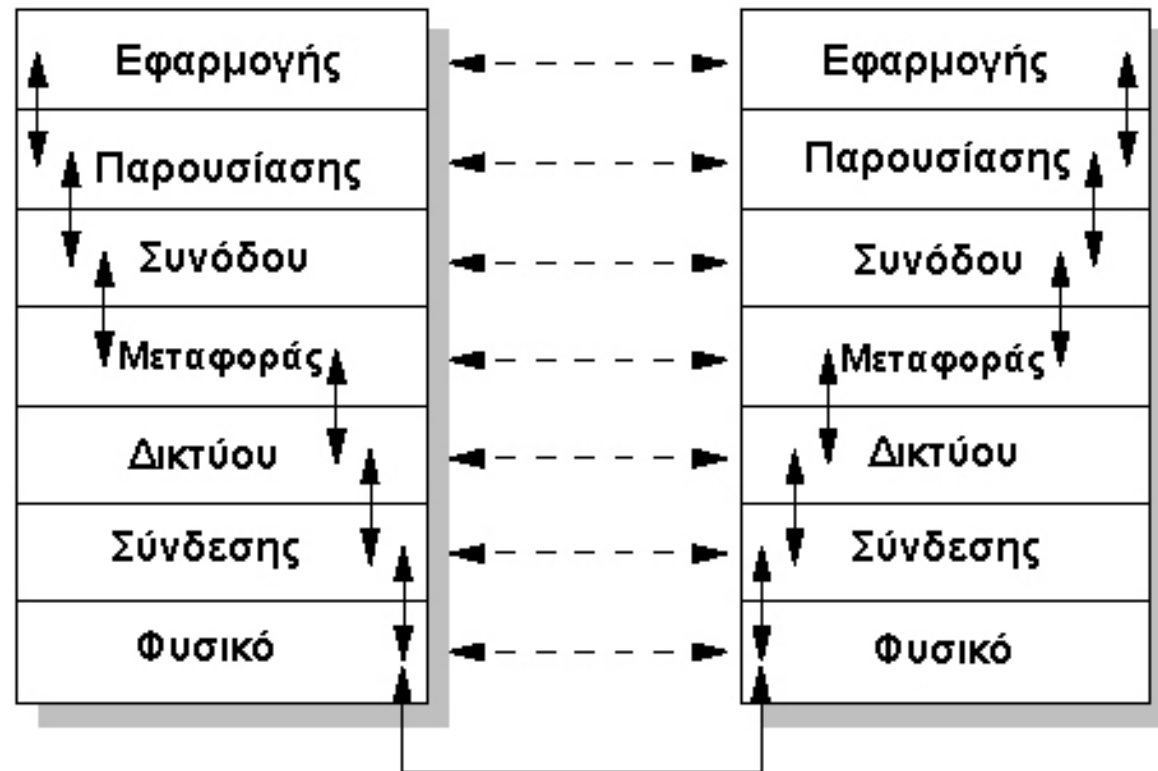 Εφαρμογής
Παρουσίασης
Συνόδου
Μεταφοράς
Δικτύου
Σύνδεσης
Φυσικό
Εφαρμογής
Παρουσίασης
Συνόδου
Μεταφοράς
Δικτύου
Σύνδεσης
Φυσικό